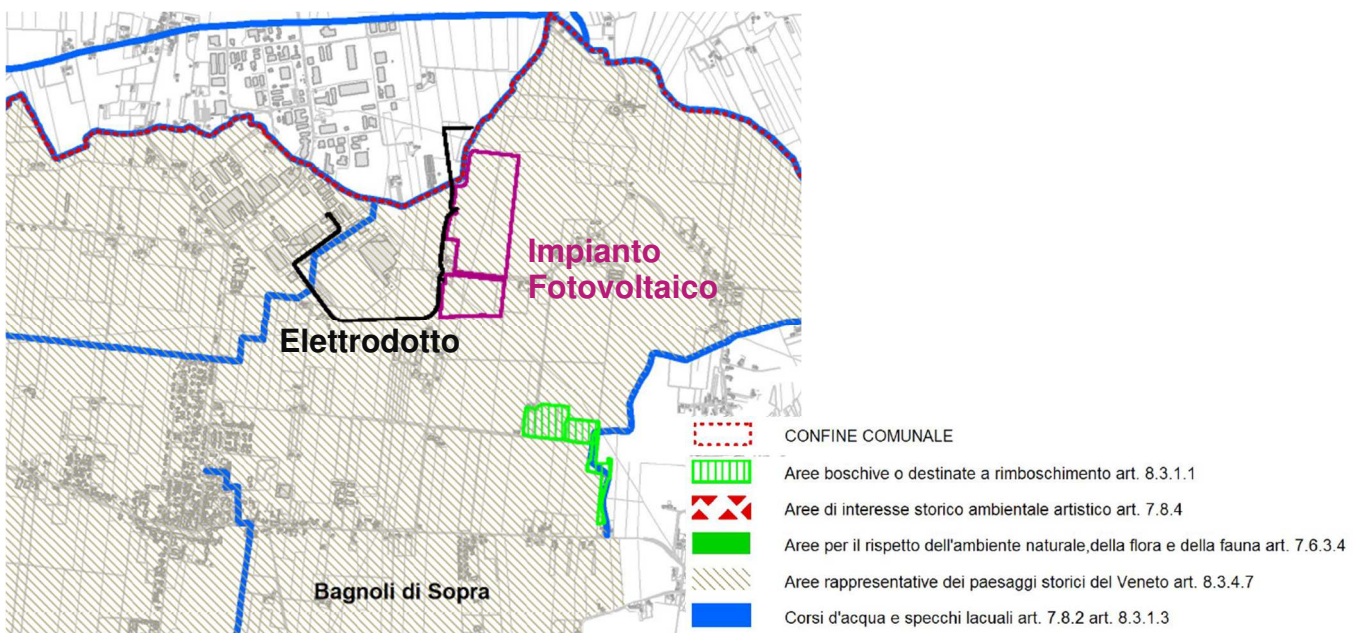 Impianto
Fotovoltaico
Elettrodotto
Bagnoli di Sopra
CONFINE COMUNALE
Aree boschive o destinate a rimboschimento art. 8.3.1.1
Aree di interesse storico ambientale artistico art. 7.8.4
Aree per il rispetto dell'ambiente naturale,della flora e della fauna art. 7.6.3.4
Aree rappresentative dei paesaggi storici del Veneto art. 8.3.4.7
Corsi d'acqua e specchi lacuali art. 7.8.2 art. 8.3.1.3